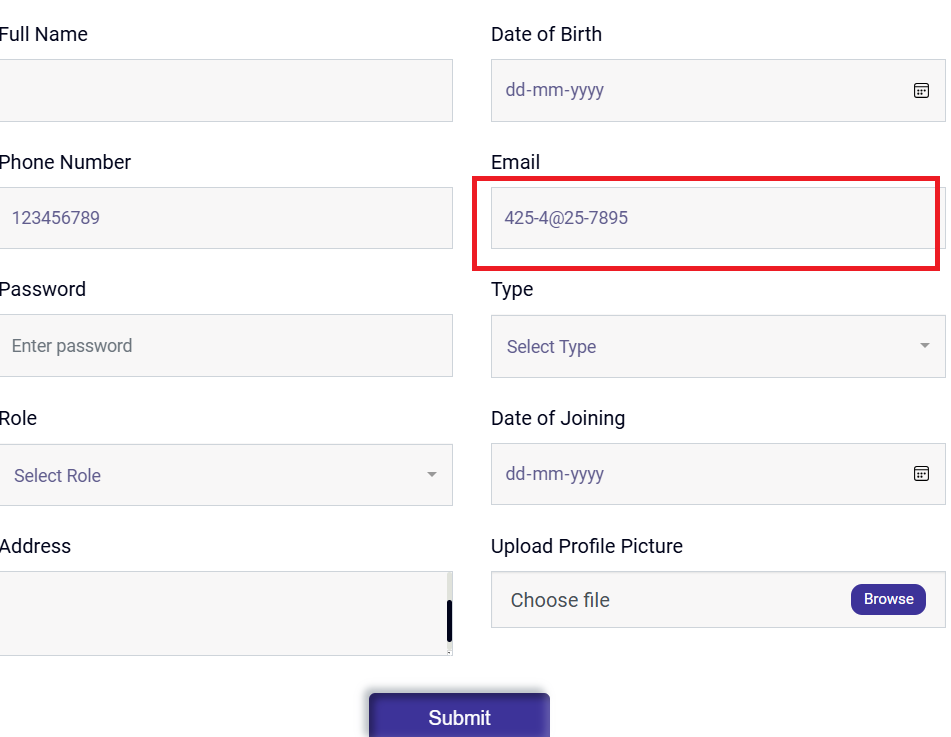 Full Name
Date of Birth
dd-mm-yyyy
Phone Number
Email
123456789
425-4@25-7895
Password
Type
Enter password
Select Type
Role
Date of Joining
Select Role
dd-mm-yyyy
Address
Upload Profile Picture
Choose file
Browse
Submit